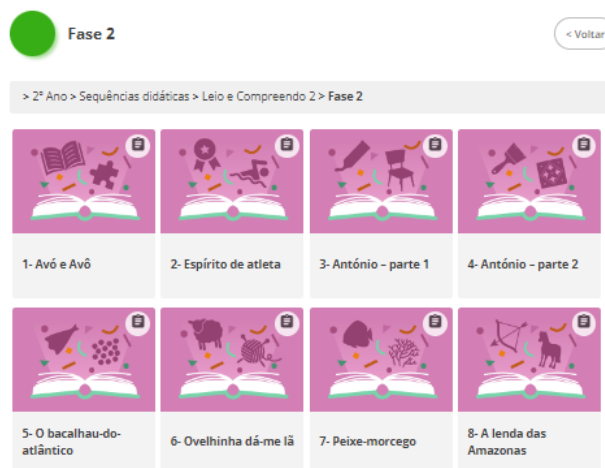 Fase 2
< Voltar
> 2º Ano > Sequências didáticas > Leio e Compreendo 2 > Fase 2
1- Avó e Avô
2- Espírito de atleta
3- António – parte 1
4- António – parte 2
5- O bacalhau-do-
atlântico
6- Ovelhinha dá-me lã
7- Peixe-morcego
8- A lenda das
Amazonas